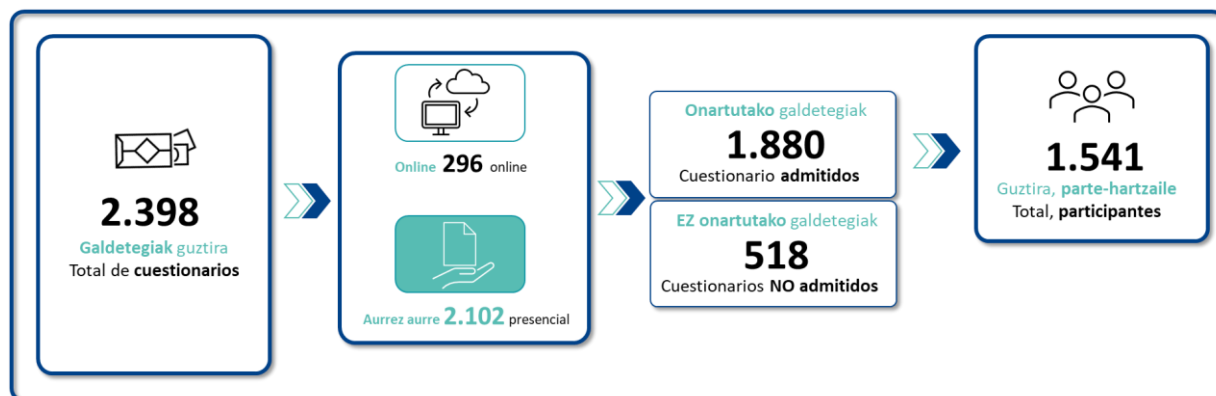 2.398
Galdetegiak guztira
Total de cuestionarios
Online 296 online
Aurrez aurre 2.102 presencial
Onartutako galdetegiak
1.880
Cuestionario admitidos
EZ onartutako galdetegiak
518
Cuestionarios NO admitidos
1.541
Guztira, parte-hartzaile
Total, participantes